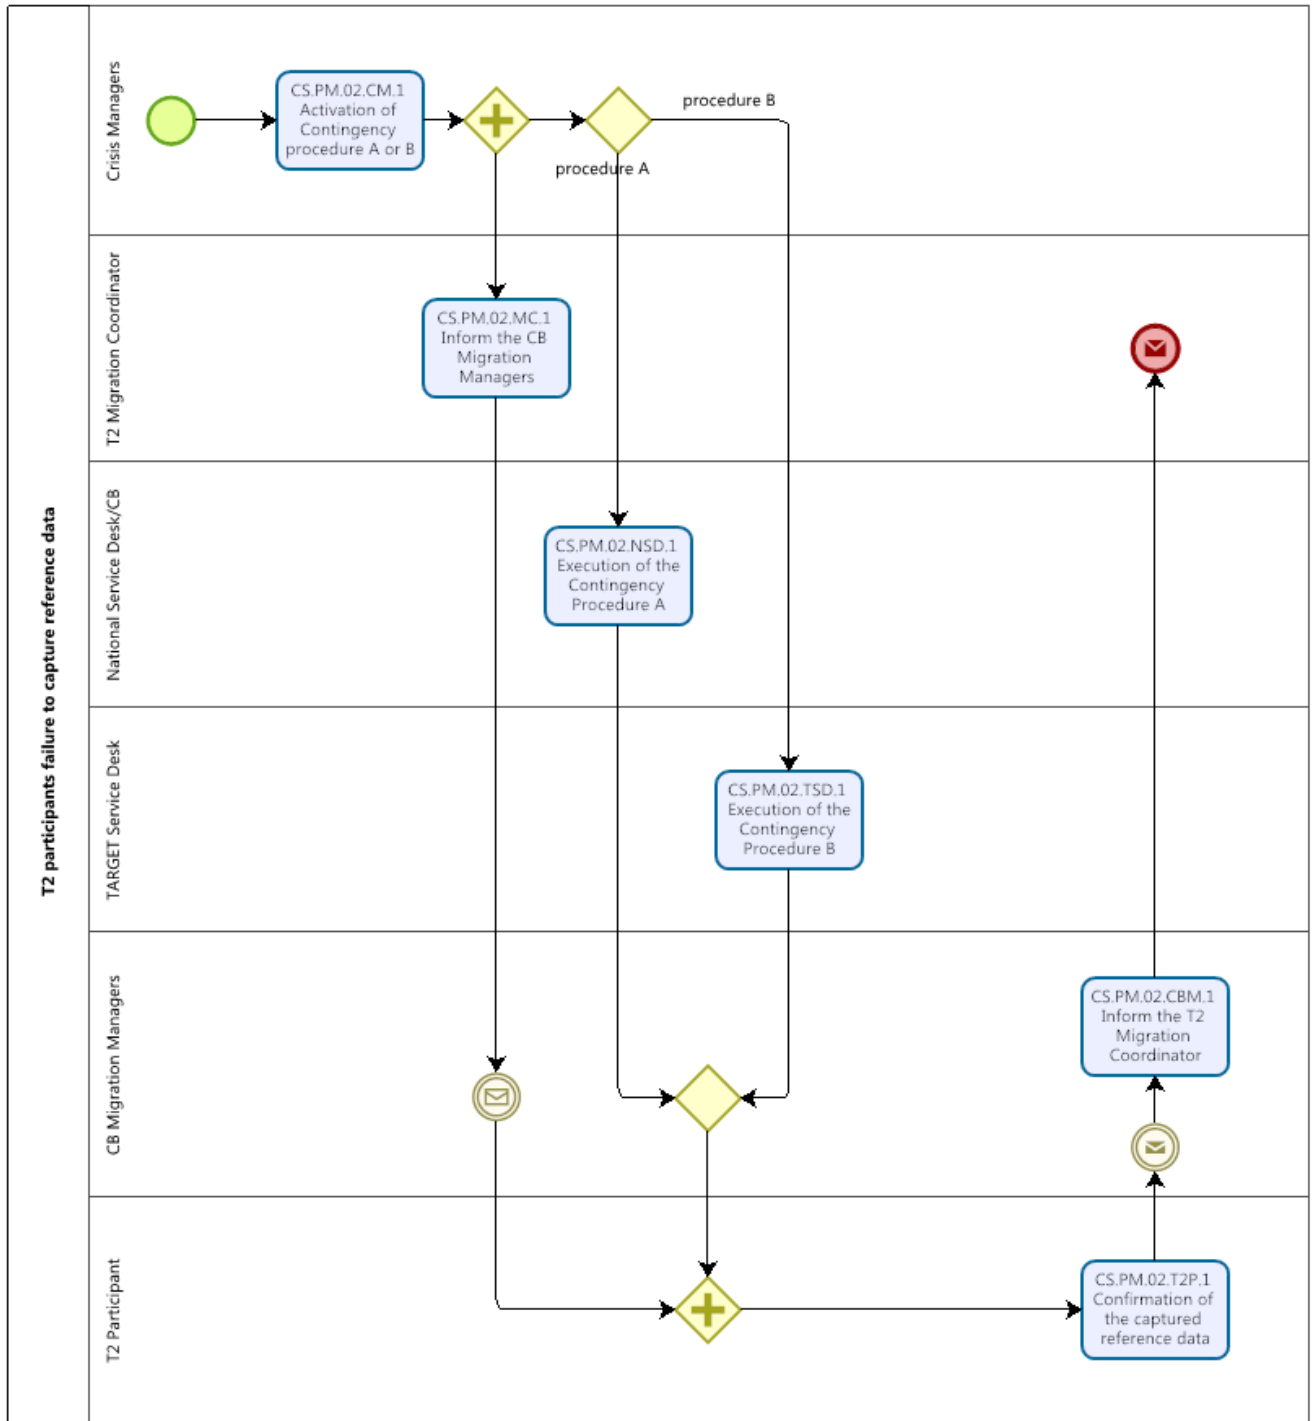 T2 participants failure to capture reference data
Crisis Managers
CS.PM.02.CM.1
Activation of
Contingency
procedure A or B
procedure B
procedure A
T2 Migration Coordinator
CS.PM.02.MC.1
Inform the CB
Migration
Managers
National Service Desk/CB
CS.PM.02.NSD.1
Execution of the
Contingency
Procedure A
TARGET Service Desk
CS.PM.02.TSD.1
Execution of the
Contingency
Procedure B
CB Migration Managers
CS.PM.02.CBM.1
Inform the T2
Migration
Coordinator
T2 Participant
CS.PM.02.T2P.1
Confirmation of
the captured
reference data